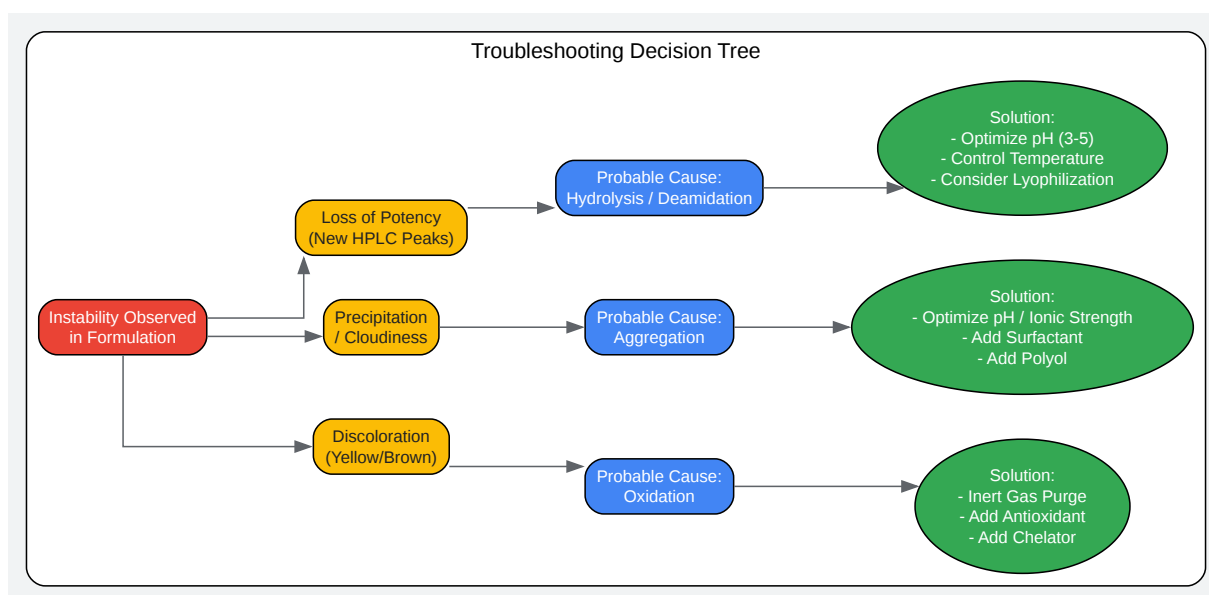 Troubleshooting Decision Tree
Instability Observed
in Formulation
Loss of Potency
(New HPLC Peaks)
Probable Cause:
Hydrolysis / Deamidation
Solution:
- Optimize pH (3-5)
- Control Temperature
- Consider Lyophilization
Precipitation
/ Cloudiness
Probable Cause:
Aggregation
Solution:
- Optimize pH / Ionic Strength
- Add Surfactant
- Add Polyol
Discoloration
(Yellow/Brown)
Probable Cause:
Oxidation
Solution:
- Inert Gas Purge
- Add Antioxidant
- Add Chelator